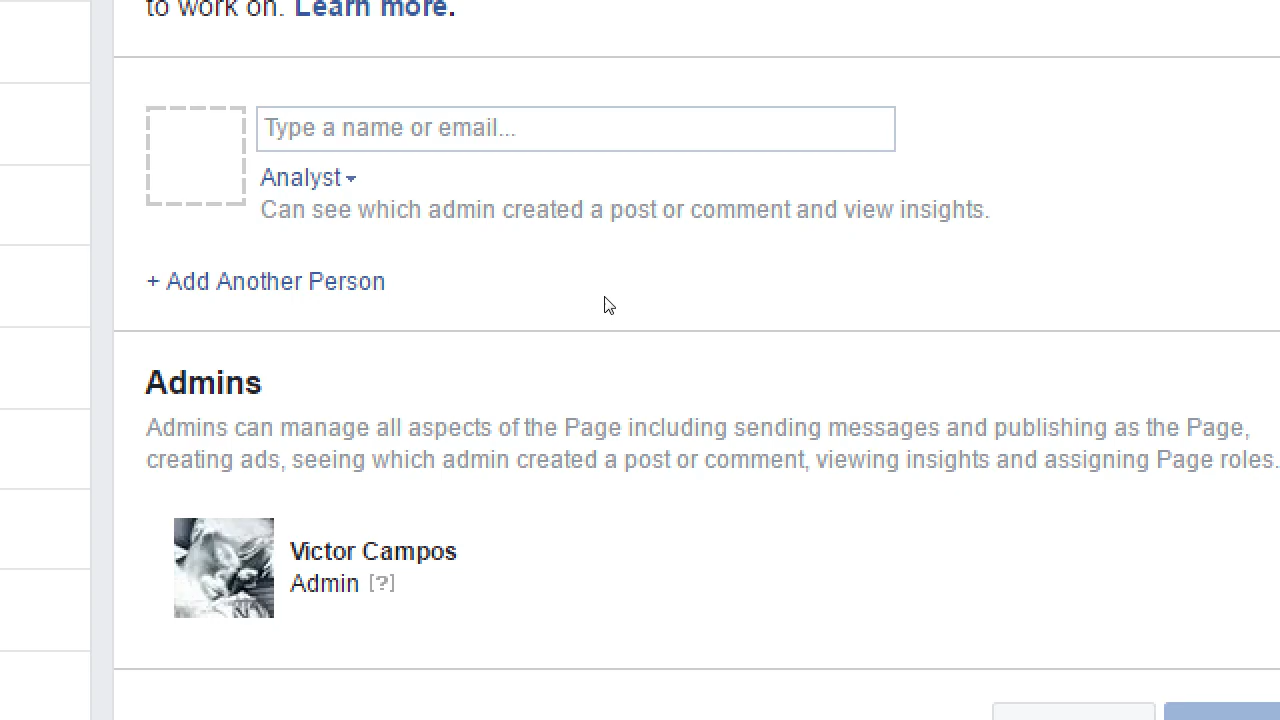 to work on. Learn more.
Type a name or email...
Analyst
Can see which admin created a post or comment and view insights.
+ Add Another Person
Admins
Admins can manage all aspects of the Page including sending messages and publishing as the Page,
creating ads, seeing which admin created a post or comment, viewing insights and assigning Page roles.
Victor Campos
Admin [?]